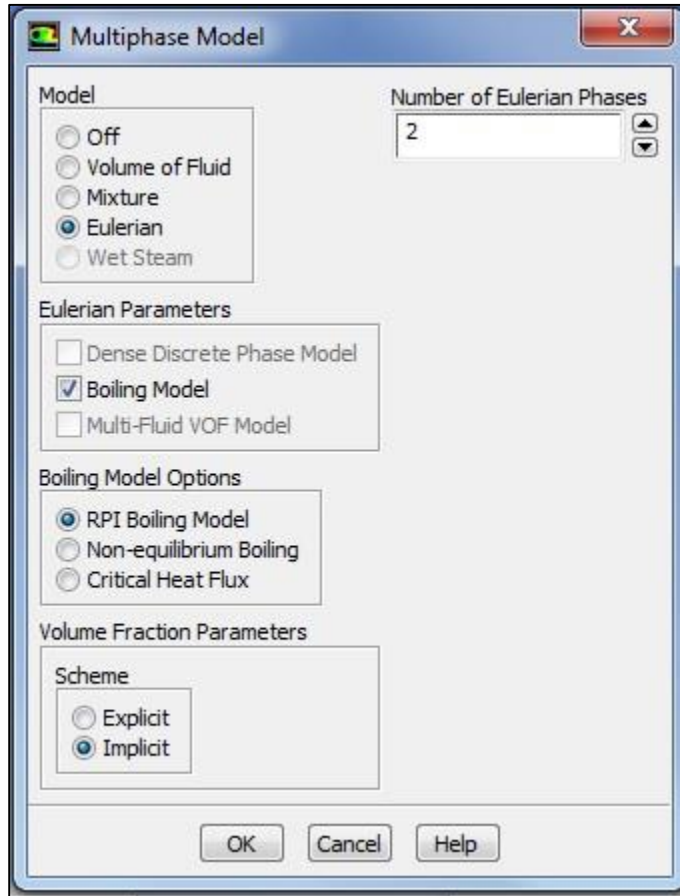 Multiphase Model
X
Model
Off
Volume of Fluid
Mixture
Eulerian
Wet Steam
Number of Eulerian Phases
2
Eulerian Parameters
Dense Discrete Phase Model
Boiling Model
Multi-Fluid VOF Model
Boiling Model Options
RPI Boiling Model
Non-equilibrium Boiling
Critical Heat Flux
Volume Fraction Parameters
Scheme
Explicit
Implicit
OK Cancel Help